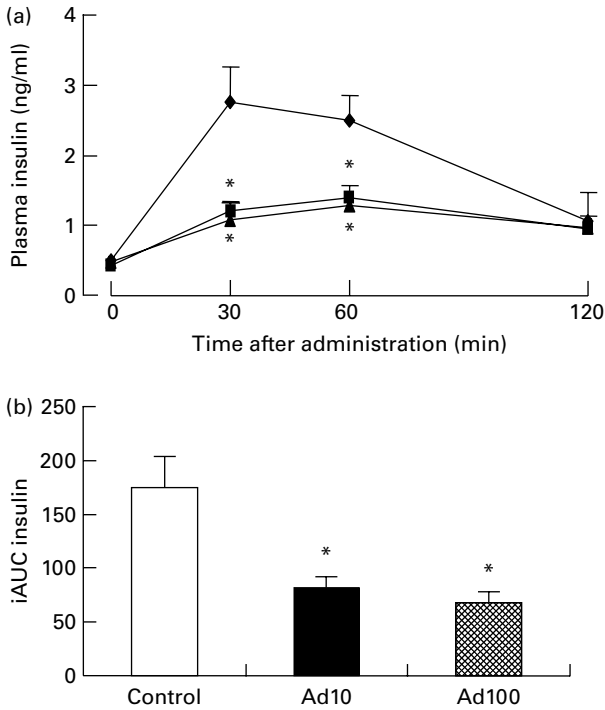 (a)
4
3
2
1
0
Plasma insulin (ng/ml)
*
*
*
*
0 30 60 120
Time after administration (min)
(b)
250
200
150
100
50
0
iAUC insulin
*
*
Control Ad10 Ad100